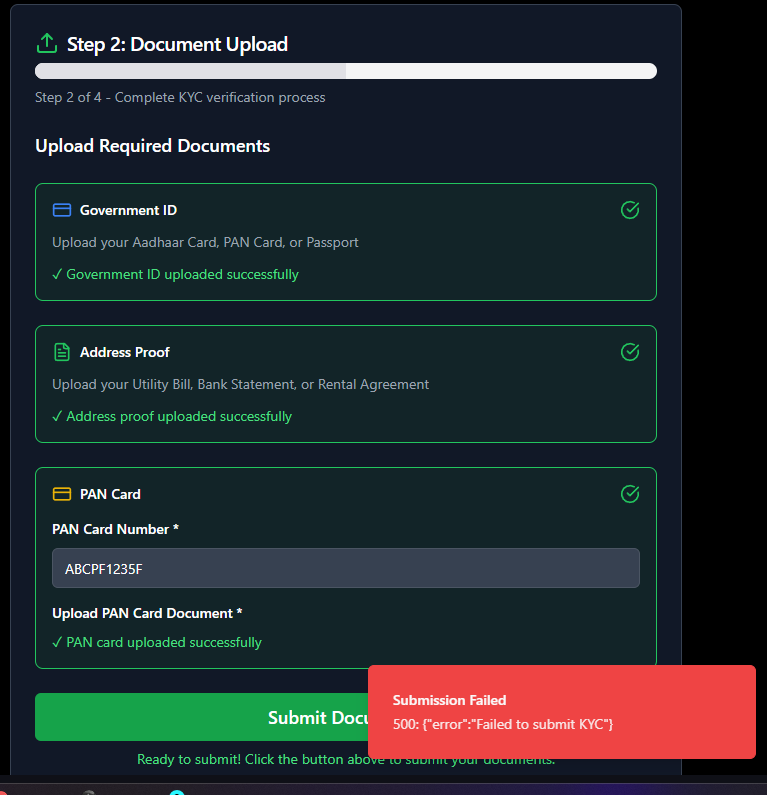 Step 2: Document Upload
Step 2 of 4 - Complete KYC verification process
Upload Required Documents
Government ID
Upload your Aadhaar Card, PAN Card, or Passport
✓ Government ID uploaded successfully
Address Proof
Upload your Utility Bill, Bank Statement, or Rental Agreement
✓ Address proof uploaded successfully
PAN Card
PAN Card Number *
ABCPF1235F
Upload PAN Card Document *
✓ PAN card uploaded successfully
Submit Docu
Submission Failed
500: {"error":"Failed to submit KYC"}
Ready to submit! Click the button above to submit your documents.